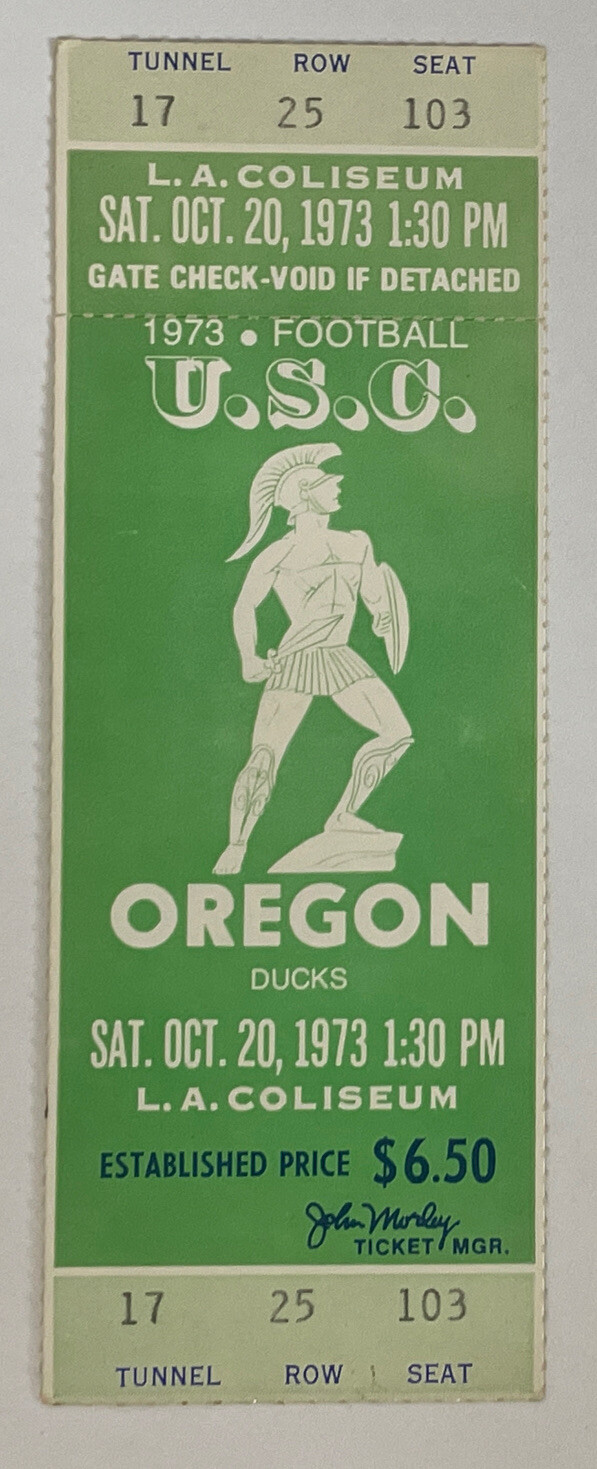 TUNNEL ROW SEAT
17 25 103
L.A. COLISEUM
SAT. OCT. 20, 1973 1:30 PM
GATE CHECK-VOID IF DETACHED
1973 • FOOTBALL
U.S.C.
OREGON
DUCKS
SAT. OCT. 20, 1973 1:30 PM
L.A. COLISEUM
ESTABLISHED PRICE $6.50
John Morley
TICKET MGR.
17 25 103
TUNNEL ROW SEAT